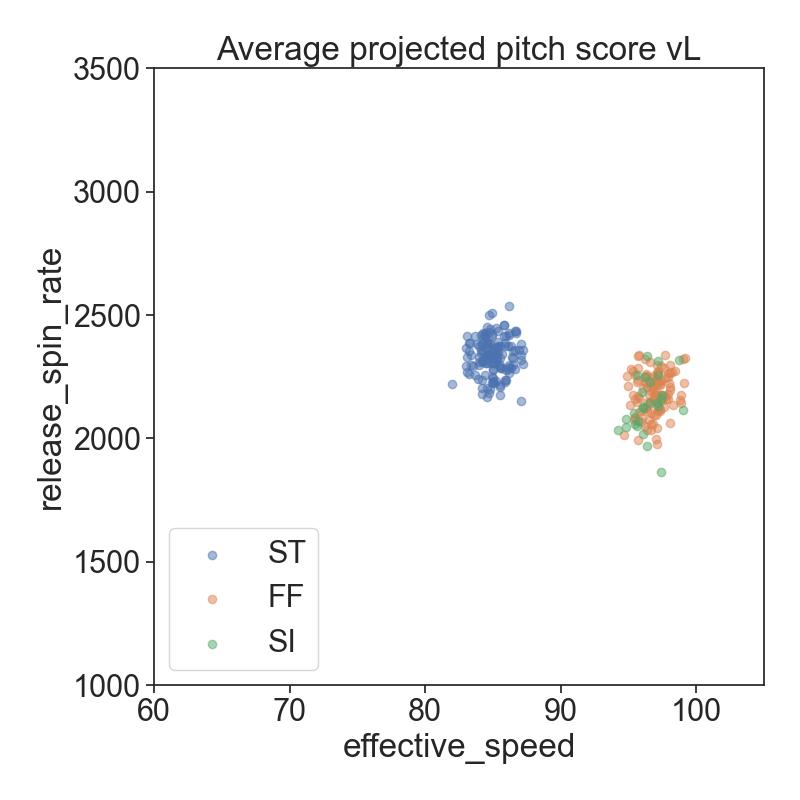 Average projected pitch score vL
3500
3000
2500
2000
1500
1000
release_spin_rate
ST
FF
SI
60 70 80 90 100
effective_speed